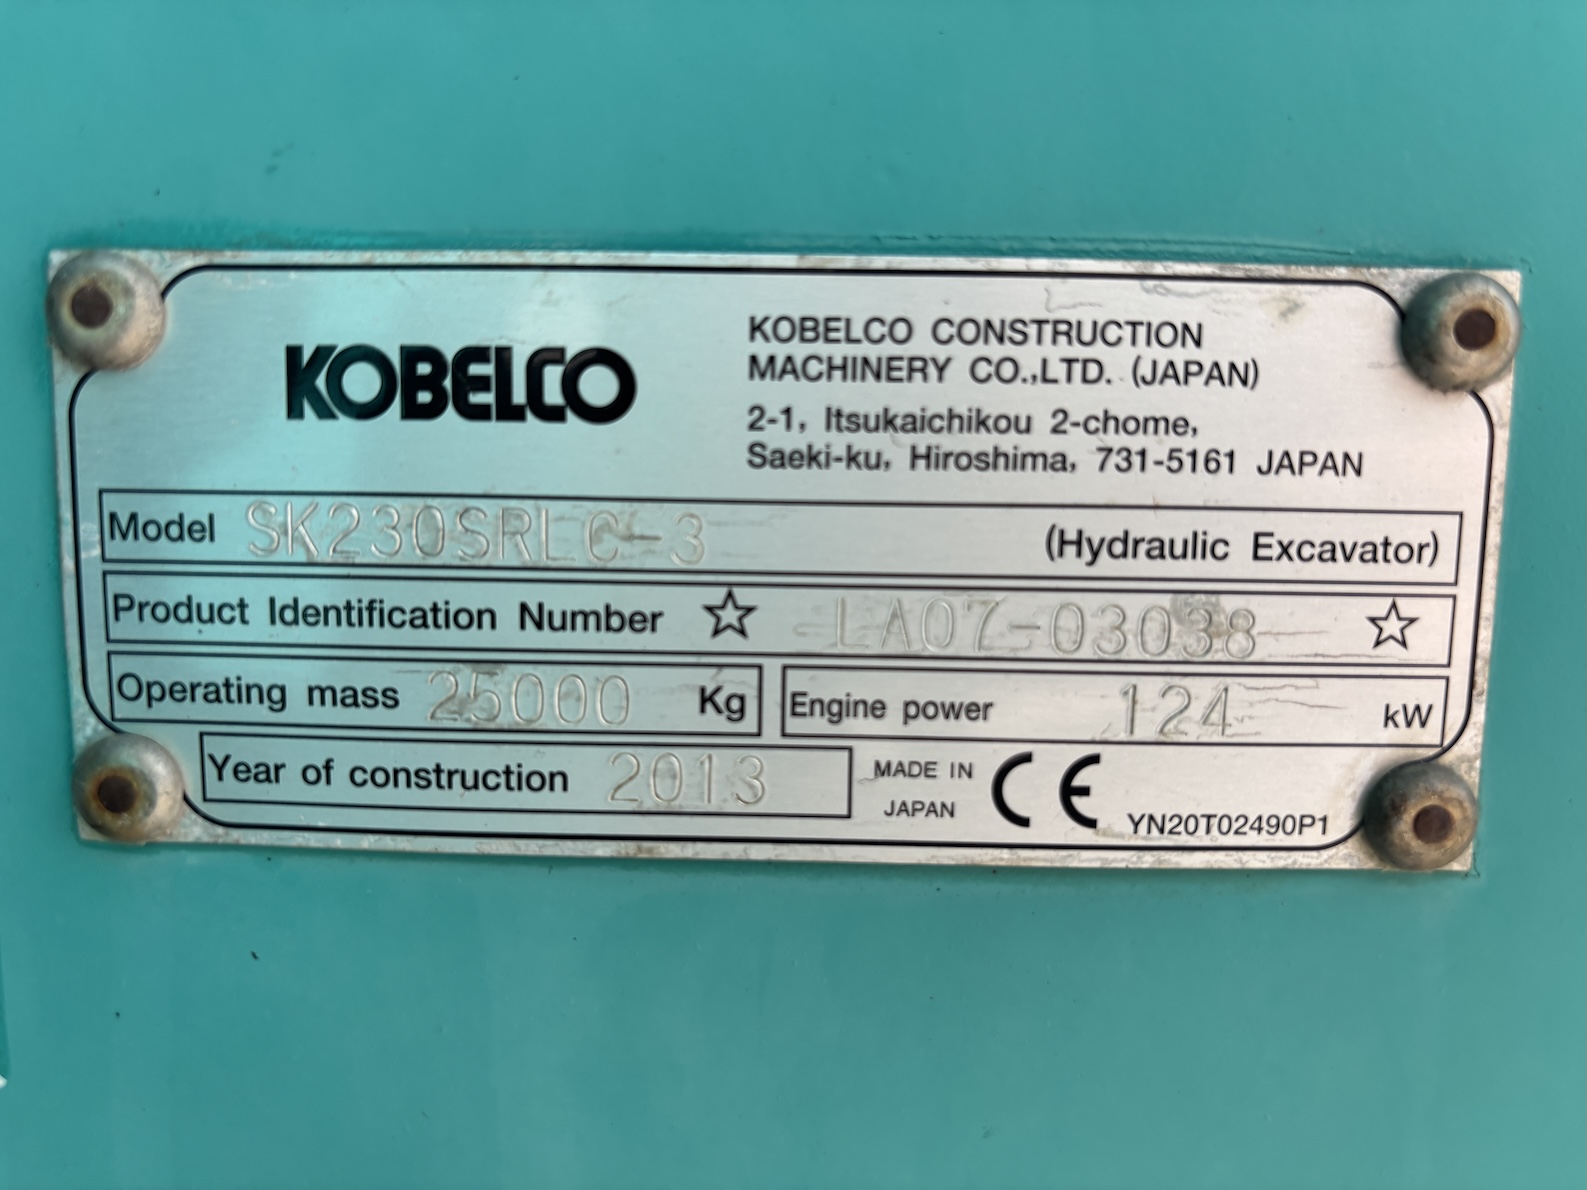 KOBELCO
KOBELCO CONSTRUCTION
MACHINERY CO.,LTD. (JAPAN)
2-1, Itsukaichikou 2-chome,
Saeki-ku, Hiroshima, 731-5161 JAPAN
Model SK230SRLC-3 (Hydraulic Excavator)
Product Identification Number ☆ LA07-03038 ☆
Operating mass 25000 Kg
Engine power 124 kW
Year of construction 2013
MADE IN
JAPAN
CE
YN20T02490P1